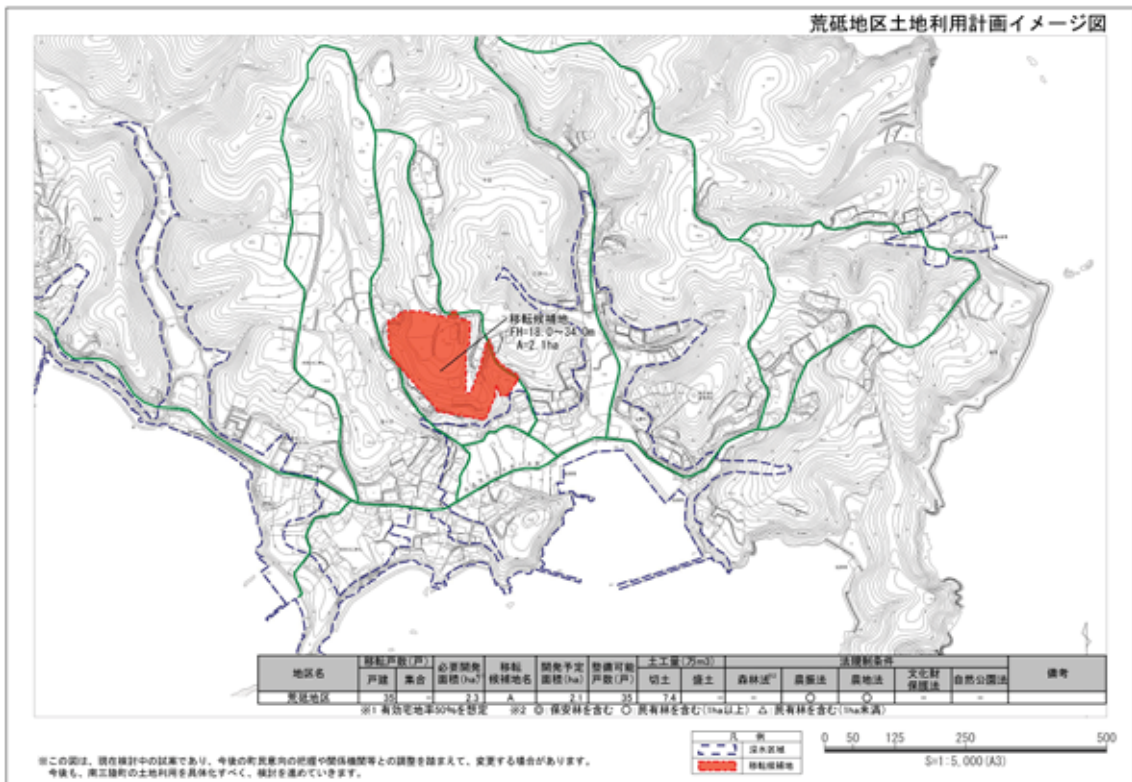 荒砥地区土地利用計画イメージ図
移転候補地
FH=18.0～34.0m
A=2.1ha
地区名 移転戸数(戸) 必要開発面積(ha) 移転候補地名 開発予定面積(ha) 整備可能戸数(戸) 土工量(万m3) 法規制条件 備考
戸建 集合 切土 盛土 森林法※2 農振法 農地法 文化財保護法 自然公園法
荒砥地区 35 - 2.3 A 2.1 35 7.4 - - ○ ○ - -
※1 有効宅地率50%を想定 ※2 ◎:保安林を含む ○:民有林を含む(1ha以上) △:民有林を含む(1ha未満)
凡例
浸水区域
移転候補地
0 50 125 250 375 500
S=1:5,000(A3)
※この図は、現在検討中の試案であり、今後の町民意向の把握や関係機関等との調整を踏まえて、変更する場合があります。
今後も、南三陸町の土地利用を具体化すべく、検討を進めていきます。